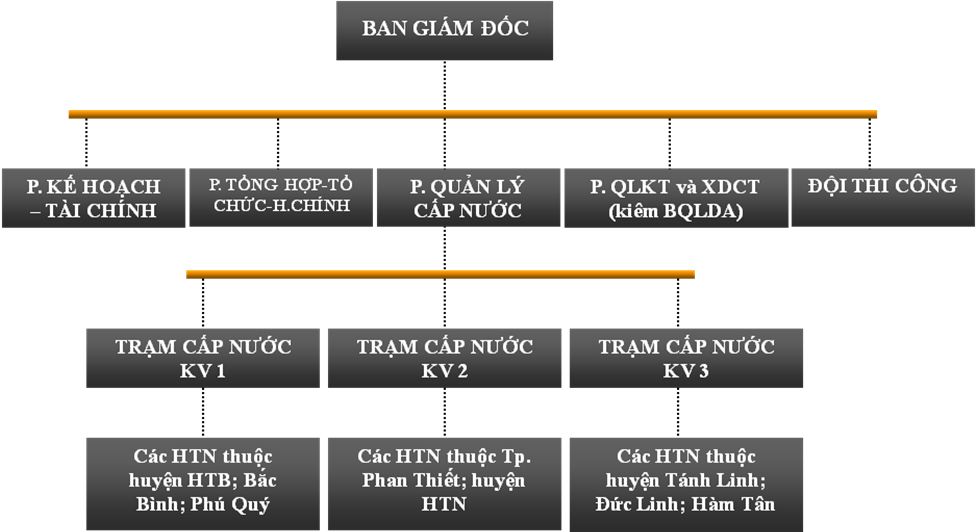 BAN GIÁM ĐỐC
P. KẾ HOẠCH
– TÀI CHÍNH
P. TỔNG HỢP-TỔ
CHỨC-H.CHÍNH
P. QUẢN LÝ
CẤP NƯỚC
P. QLKT và XDCT
(kiêm BQLDA)
ĐỘI THI CÔNG
TRẠM CẤP NƯỚC
KV 1
TRẠM CẤP NƯỚC
KV 2
TRẠM CẤP NƯỚC
KV 3
Các HTN thuộc
huyện HTB; Bắc
Bình; Phú Quý
Các HTN thuộc Tp.
Phan Thiết; huyện
HTN
Các HTN thuộc
huyện Tánh Linh;
Đức Linh; Hàm Tân